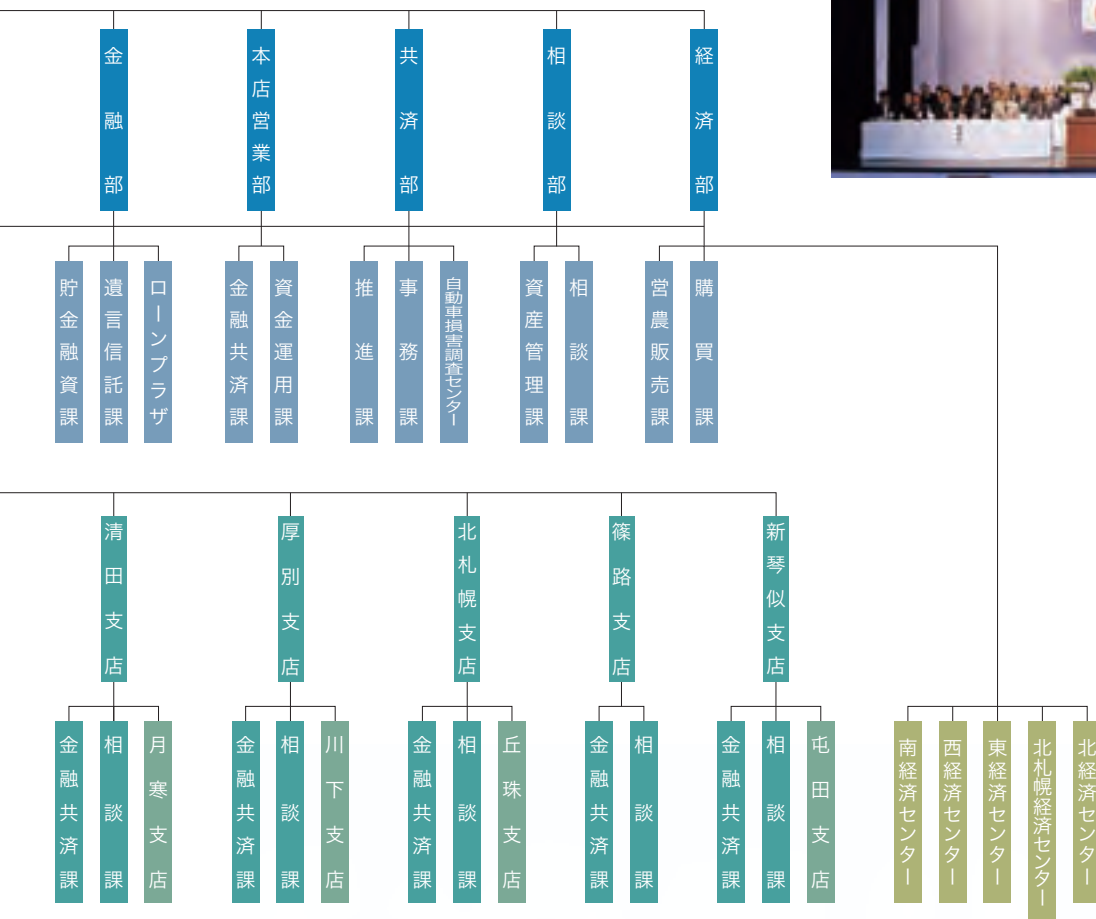 金融部
本店営業部
共済部
相談部
経済部
貯金融資課
遺言信託課
ローンプラザ
金融共済課
資金運用課
推進課
事務課
自動車損害調査センター
資産管理課
相談課
営農販売課
購買課
清田支店
厚別支店
北札幌支店
篠路支店
新琴似支店
金融共済課
相談課
月寒支店
金融共済課
相談課
川下支店
金融共済課
相談課
丘珠支店
金融共済課
相談課
金融共済課
相談課
屯田支店
南経済センター
西経済センター
東経済センター
北札幌経済センター
北経済センター